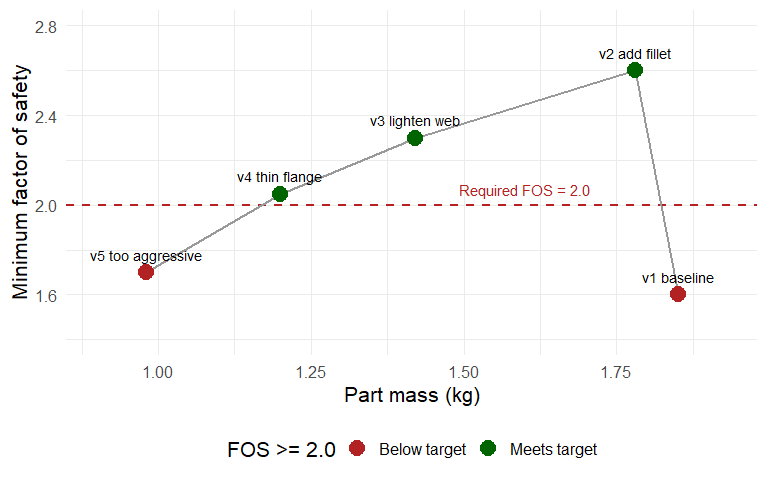 2.8
v2 add fillet
2.4
v3 lighten web
v4 thin flange
Required FOS = 2.0
2.0
v5 too aggressive
v1 baseline
1.6
Minimum factor of safety
1.00 1.25 1.50 1.75
Part mass (kg)
FOS >= 2.0 Below target Meets target